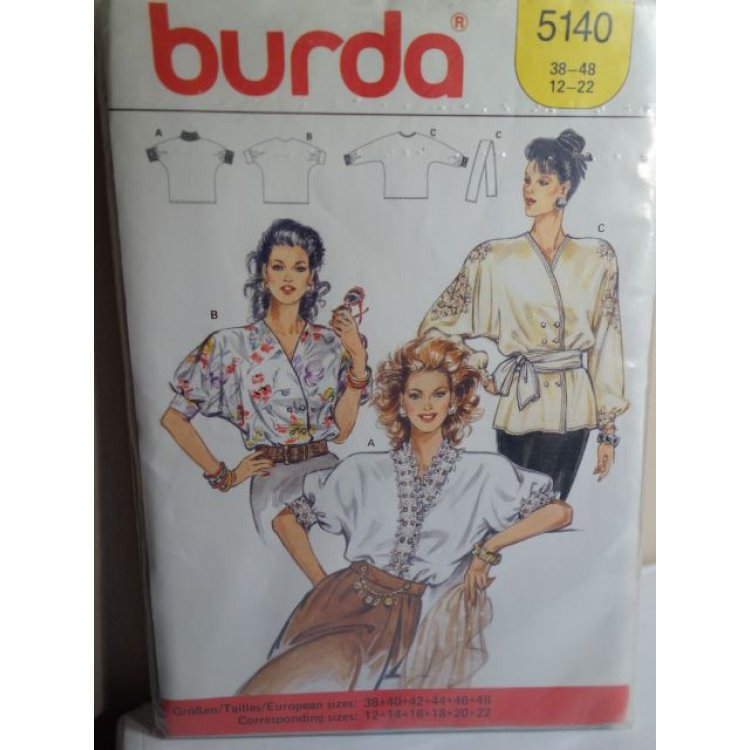 burda®
5140
38-48
12-22
A
B
C
C
C
B
A
Größen/Tailles/European sizes: 38+40+42+44+46+48
Corresponding sizes: 12+14+16+18+20+22